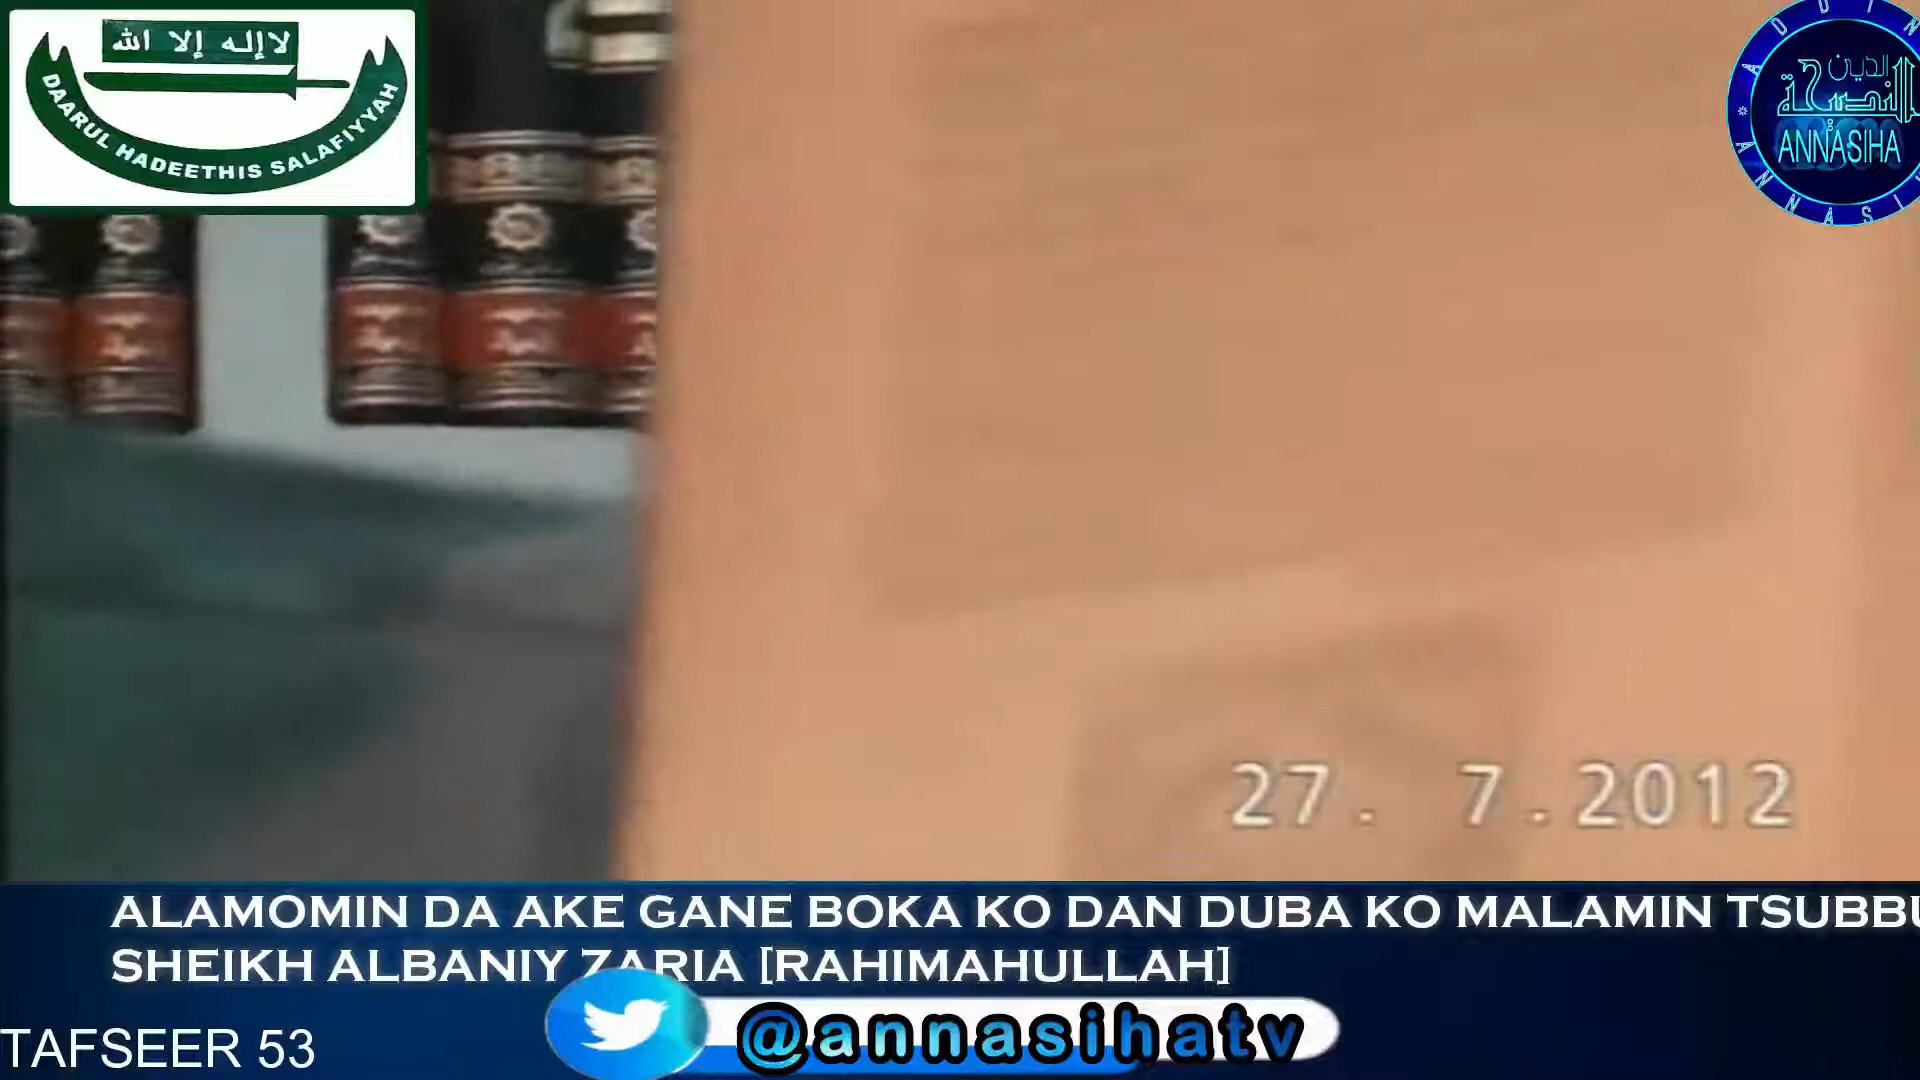 لاإله إلا الله
DAARUL HADEETHIS SALAFIYYAH
الدين
النصيحة
ANNASIHA
27. 7.2012
ALAMOMIN DA AKE GANE BOKA KO DAN DUBA KO MALAMIN TSUBBU
SHEIKH ALBANIY ZARIA [RAHIMAHULLAH]
@annasihatv
TAFSEER 53